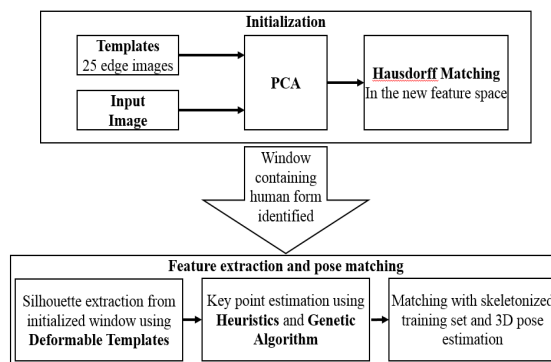 Initialization
Templates
25 edge images
Input
Image
PCA
Hausdorff Matching
In the new feature space
Window
containing
human form
identified
Feature extraction and pose matching
Silhouette extraction from
initialized window using
Deformable Templates
Key point estimation using
Heuristics and Genetic
Algorithm
Matching with skeletonized
training set and 3D pose
estimation